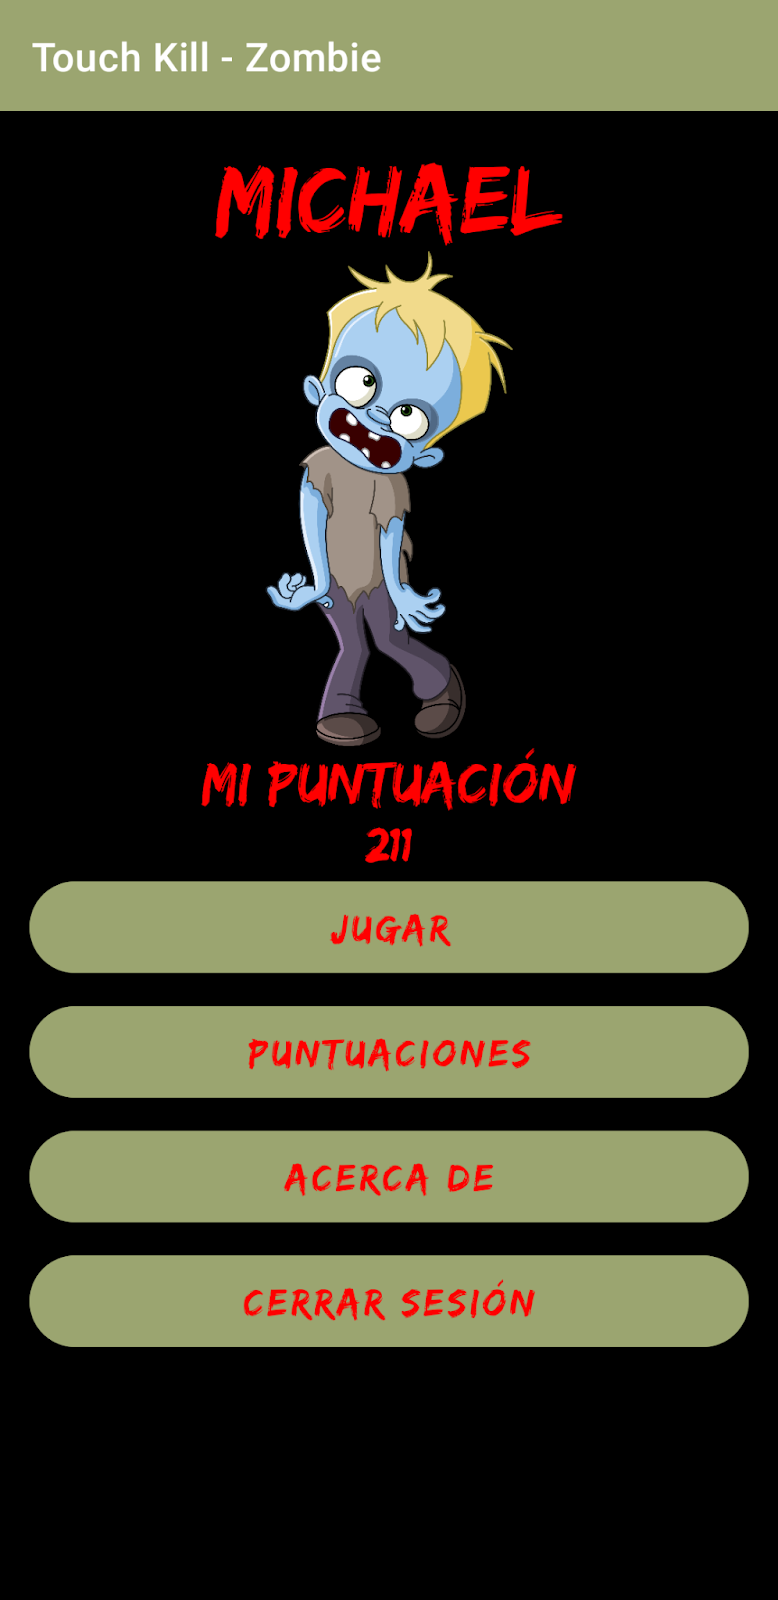 Touch Kill - Zombie
MICHAEL
MI PUNTUACIÓN
211
JUGAR
PUNTUACIONES
ACERCA DE
CERRAR SESIÓN